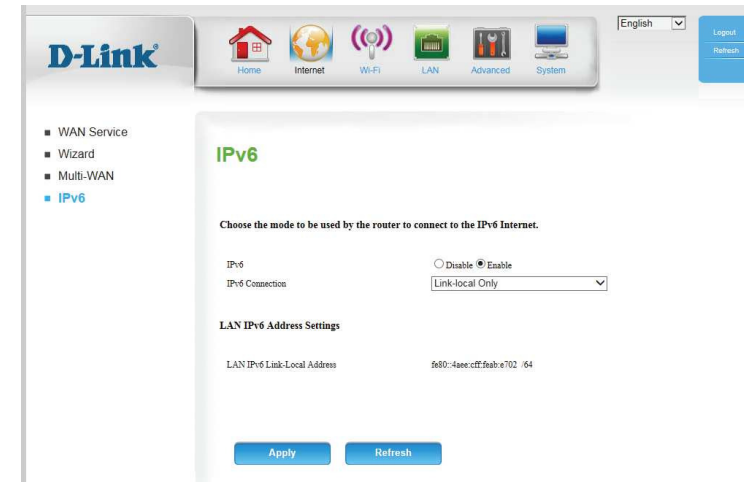 D-Link
Home Internet Wi-Fi LAN Advanced System
English
Logout
Refresh
WAN Service
Wizard
Multi-WAN
IPv6
IPv6
Choose the mode to be used by the router to connect to the IPv6 Internet.
IPv6 Disable Enable
IPv6 Connection Link-local Only
LAN IPv6 Address Settings
LAN IPv6 Link-Local Address fe80::4aee:cff:feab:e702 /64
Apply Refresh